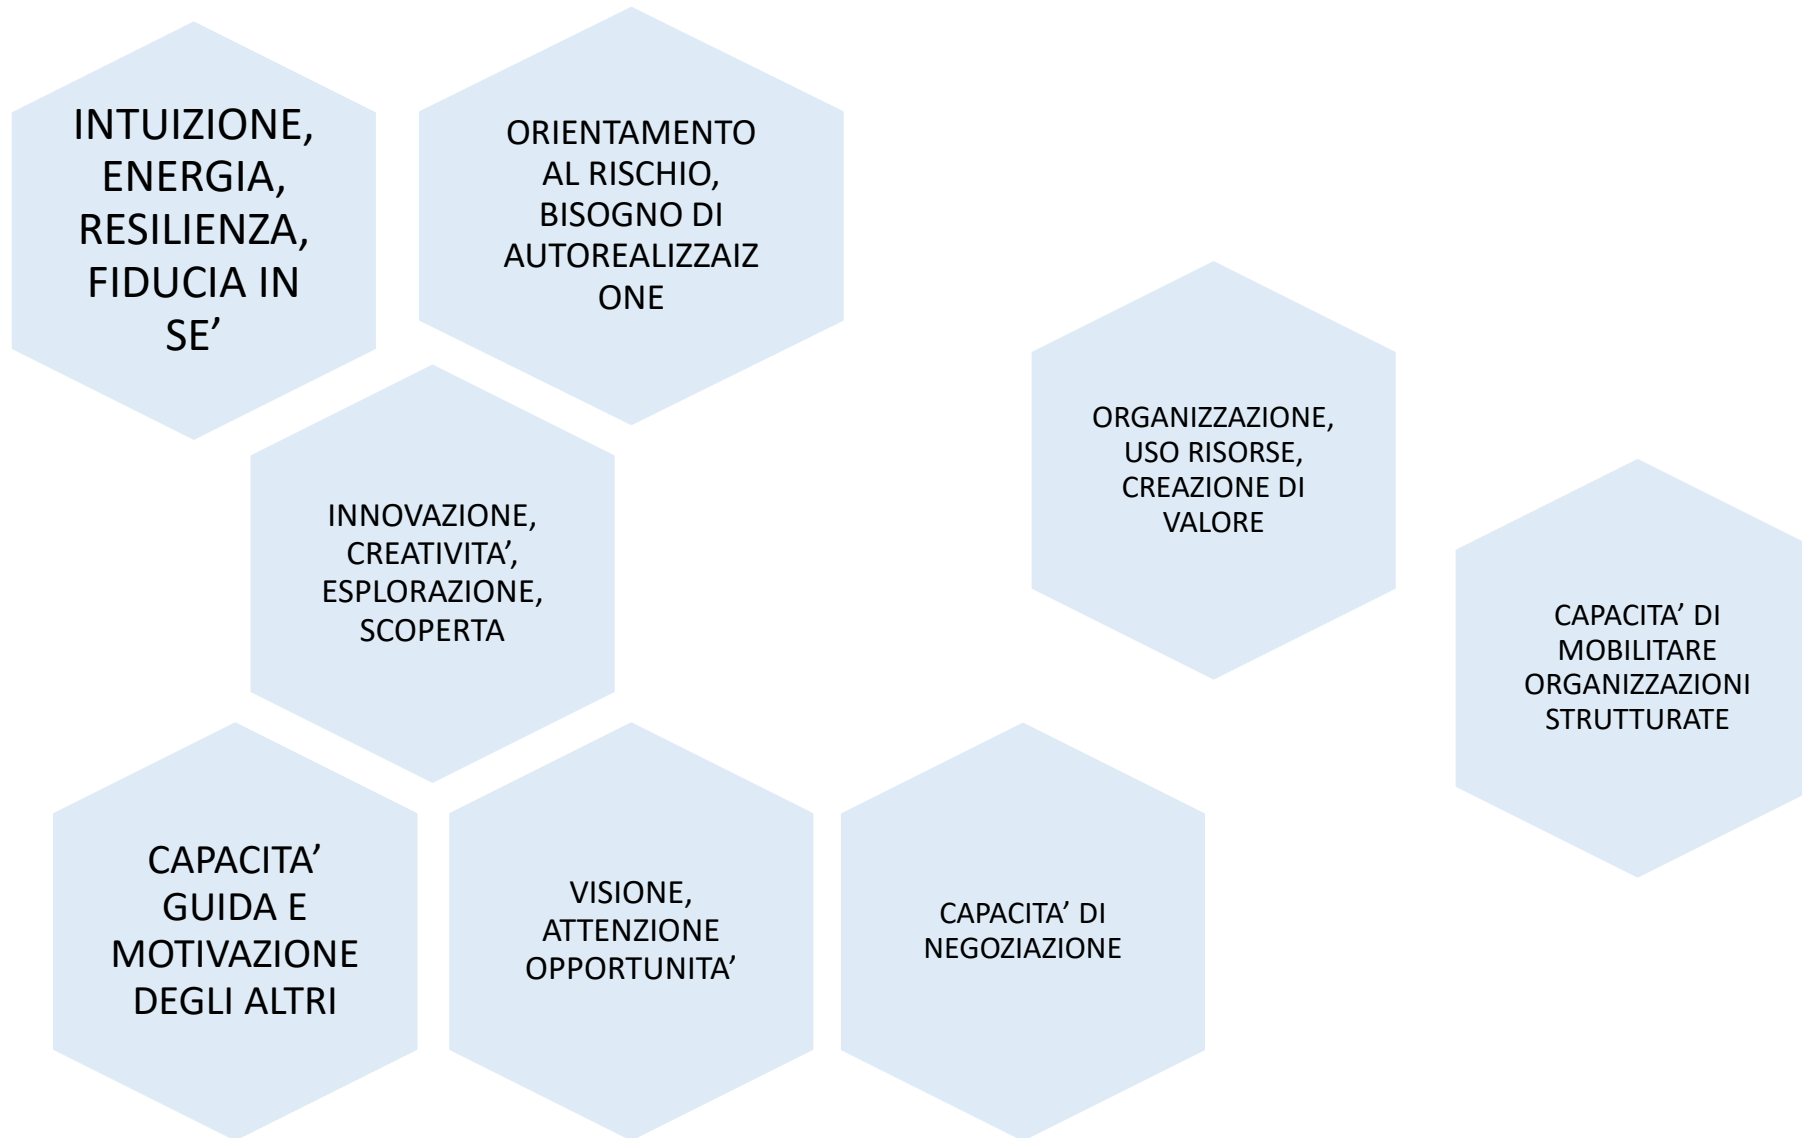 INTUIZIONE,
ENERGIA,
RESILIENZA,
FIDUCIA IN
SE’
ORIENTAMENTO
AL RISCHIO,
BISOGNO DI
AUTOREALIZZAIZ
ONE
INNOVAZIONE,
CREATIVITA’,
ESPLORAZIONE,
SCOPERTA
ORGANIZZAZIONE,
USO RISORSE,
CREAZIONE DI
VALORE
CAPACITA’ DI
MOBILITARE
ORGANIZZAZIONI
STRUTTURATE
CAPACITA’
GUIDA E
MOTIVAZIONE
DEGLI ALTRI
VISIONE,
ATTENZIONE
OPPORTUNITA’
CAPACITA’ DI
NEGOZIAZIONE